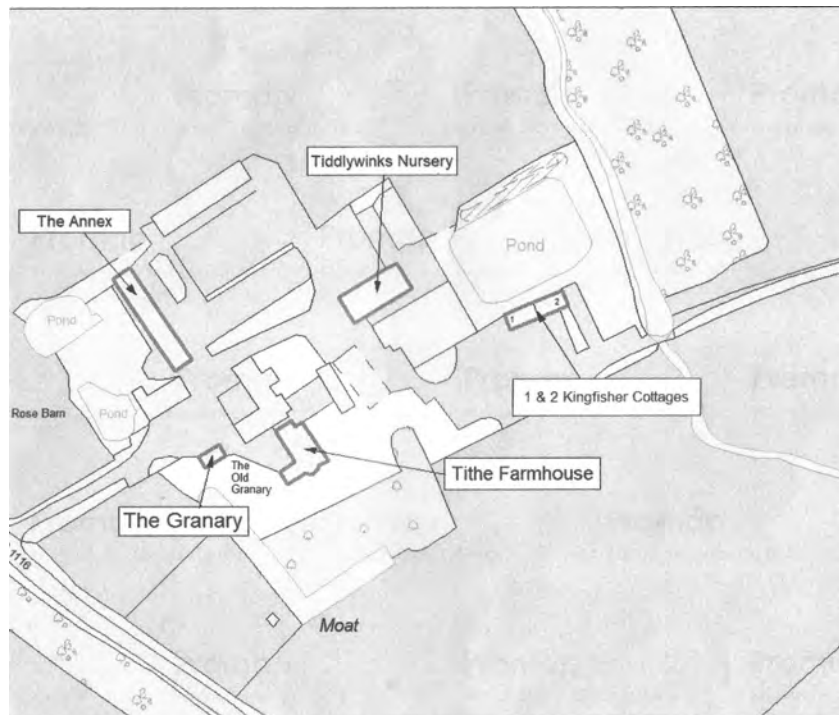 Tiddlywinks Nursery
The Annex
Pond
Pond
1 2
1 & 2 Kingfisher Cottages
Rose Barn
Pond
The
Old
Granary
Tithe Farmhouse
The Granary
1116
Moat